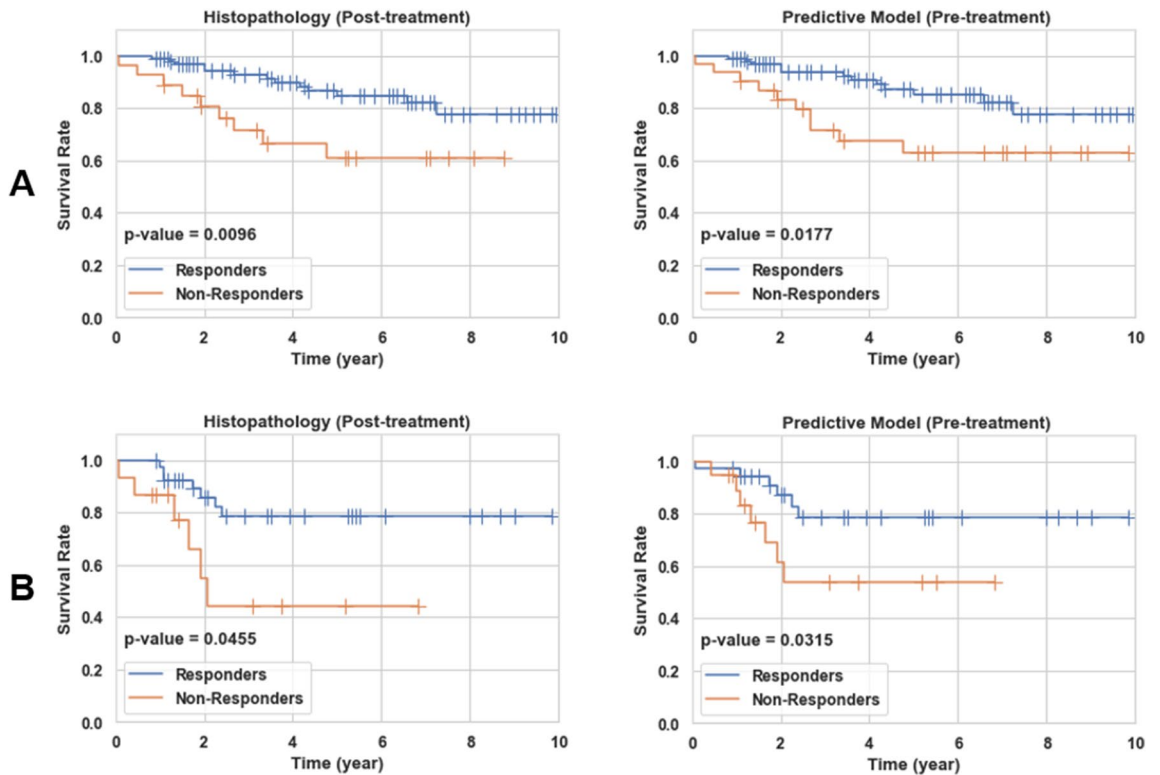 Histopathology (Post-treatment)
Predictive Model (Pre-treatment)
A
Survival Rate
1.0
0.8
0.6
0.4
0.2
0.0
p-value = 0.0096
Responders
Non-Responders
0 2 4 6 8 10
Time (year)
Survival Rate
1.0
0.8
0.6
0.4
0.2
0.0
p-value = 0.0177
Responders
Non-Responders
0 2 4 6 8 10
Time (year)
Histopathology (Post-treatment)
Predictive Model (Pre-treatment)
B
Survival Rate
1.0
0.8
0.6
0.4
0.2
0.0
p-value = 0.0455
Responders
Non-Responders
0 2 4 6 8 10
Time (year)
Survival Rate
1.0
0.8
0.6
0.4
0.2
0.0
p-value = 0.0315
Responders
Non-Responders
0 2 4 6 8 10
Time (year)